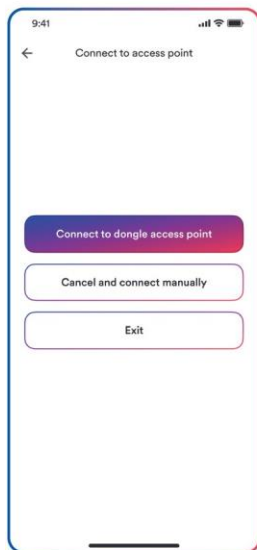 9:41
Connect to access point
Connect to dongle access point
Cancel and connect manually
Exit